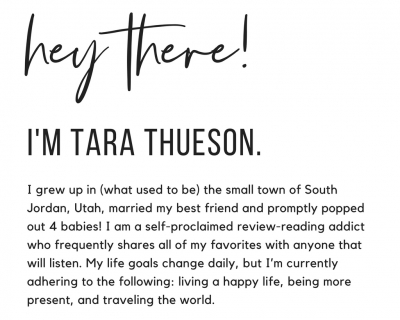 hey there!
I'M TARA THUESON.
I grew up in (what used to be) the small town of South
Jordan, Utah, married my best friend and promptly popped
out 4 babies! I am a self-proclaimed review-reading addict
who frequently shares all of my favorites with anyone that
will listen. My life goals change daily, but I'm currently
adhering to the following: living a happy life, being more
present, and traveling the world.